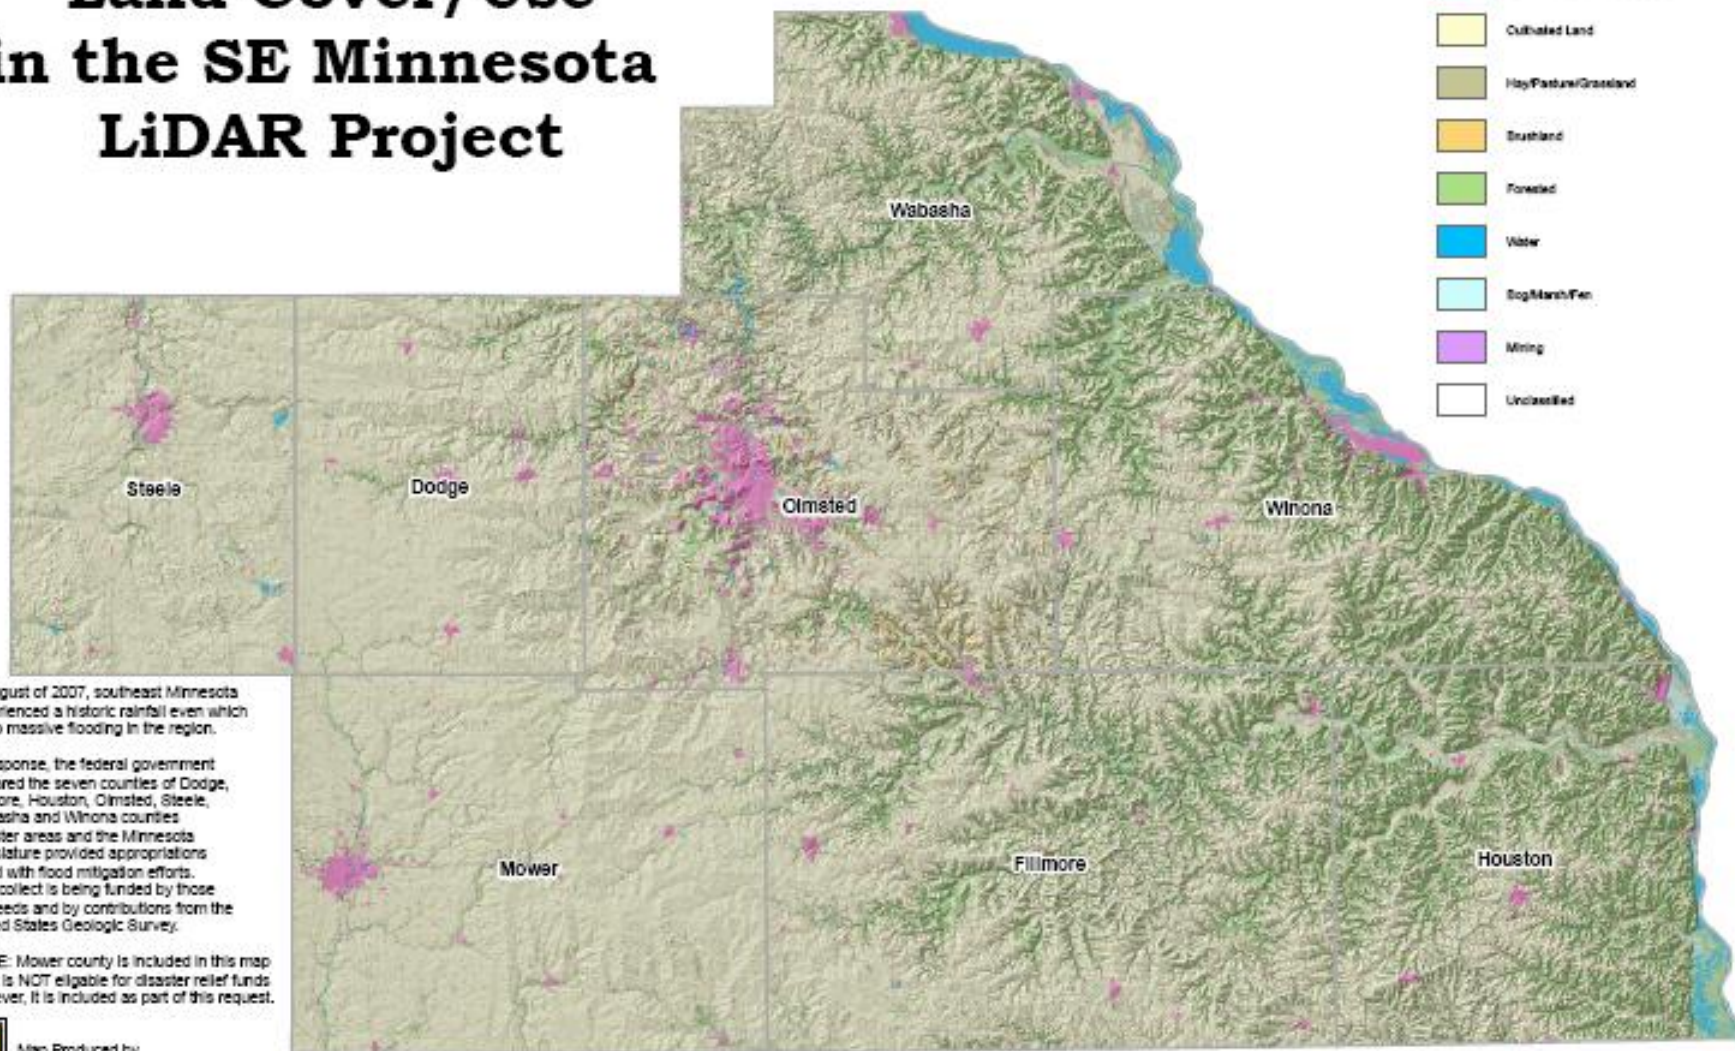 Land Cover/Use
in the SE Minnesota
LiDAR Project
Cultivated Land
Hay/Pasture/Grassland
Brushland
Forested
Water
Bog/Marsh/Fen
Mining
Unclassified
Wabasha
Steele
Dodge
Olmsted
Winona
Mower
Fillmore
Houston
gust of 2007, southeast Minnesota
rienced a historic rainfall even which
massive flooding in the region.
sponse, the federal government
red the seven counties of Dodge,
ore, Houston, Olmsted, Steele,
asha and Winona counties
ter areas and the Minnesota
lature provided appropriations
with flood mitigation efforts.
collect is being funded by those
eeds and by contributions from the
d States Geologic Survey.
E: Mower county is included in this map
is NOT eligable for disaster relief funds
ever, it is included as part of this request.
Map Produced by